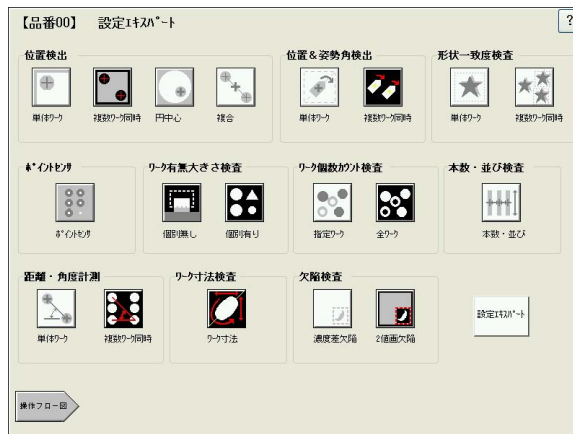 【品番00】 設定ｴｷｽﾊﾟｰﾄ
?
位置検出
位置&姿勢角検出
形状一致度検査
単体ﾜｰｸ
複数ﾜｰｸ同時
円中心
複合
単体ﾜｰｸ
複数ﾜｰｸ同時
単体ﾜｰｸ
複数ﾜｰｸ同時
ﾎﾟｲﾝﾄｾﾝｻ
ﾜｰｸ有無大きさ検査
ﾜｰｸ個数ｶｳﾝﾄ検査
本数・並び検査
ﾎﾟｲﾝﾄｾﾝｻ
個別無し
個別有り
指定ﾜｰｸ
全ﾜｰｸ
本数・並び
距離・角度計測
ﾜｰｸ寸法検査
欠陥検査
単体ﾜｰｸ
複数ﾜｰｸ同時
ﾜｰｸ寸法
濃度差欠陥
2値画欠陥
設定ｴｷｽﾊﾟｰﾄ
操作フロー図